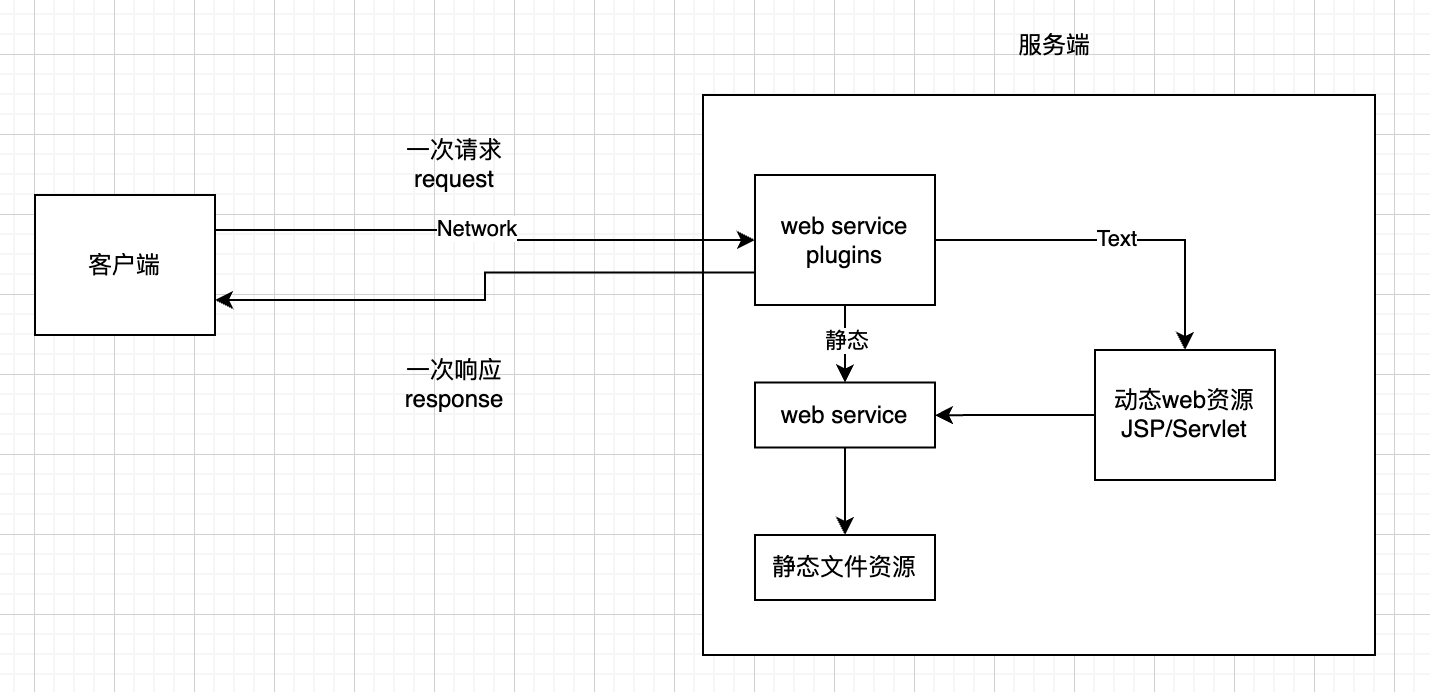 服务端
一次请求
request
Network
客户端
一次响应
response
web service
plugins
Text
静态
web service
动态web资源
JSP/Servlet
静态文件资源